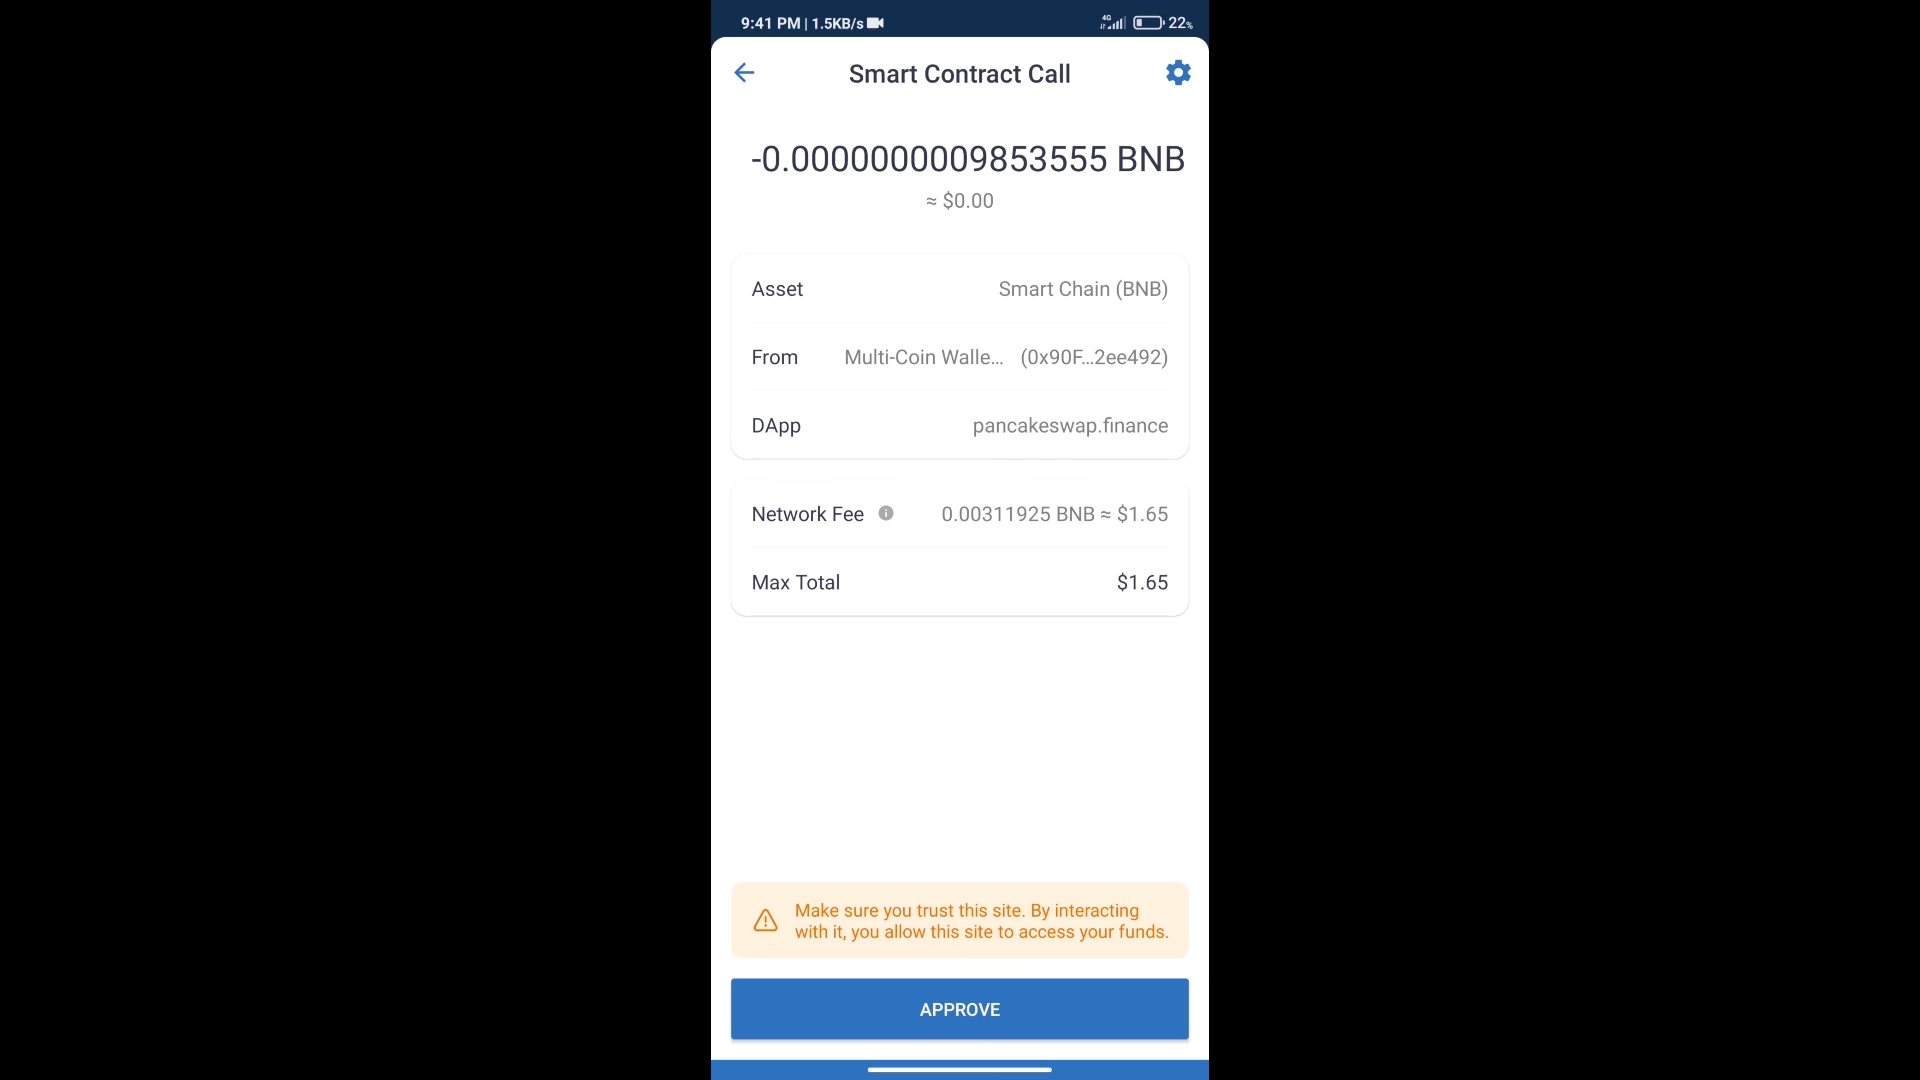 9:41 PM | 1.5KB/s 4G 22%
Smart Contract Call
-0.0000000009853555 BNB
≈ $0.00
Asset Smart Chain (BNB)
From Multi-Coin Walle... (0x90F...2ee492)
DApp pancakeswap.finance
Network Fee 0.00311925 BNB ≈ $1.65
Max Total $1.65
Make sure you trust this site. By interacting
with it, you allow this site to access your funds.
APPROVE